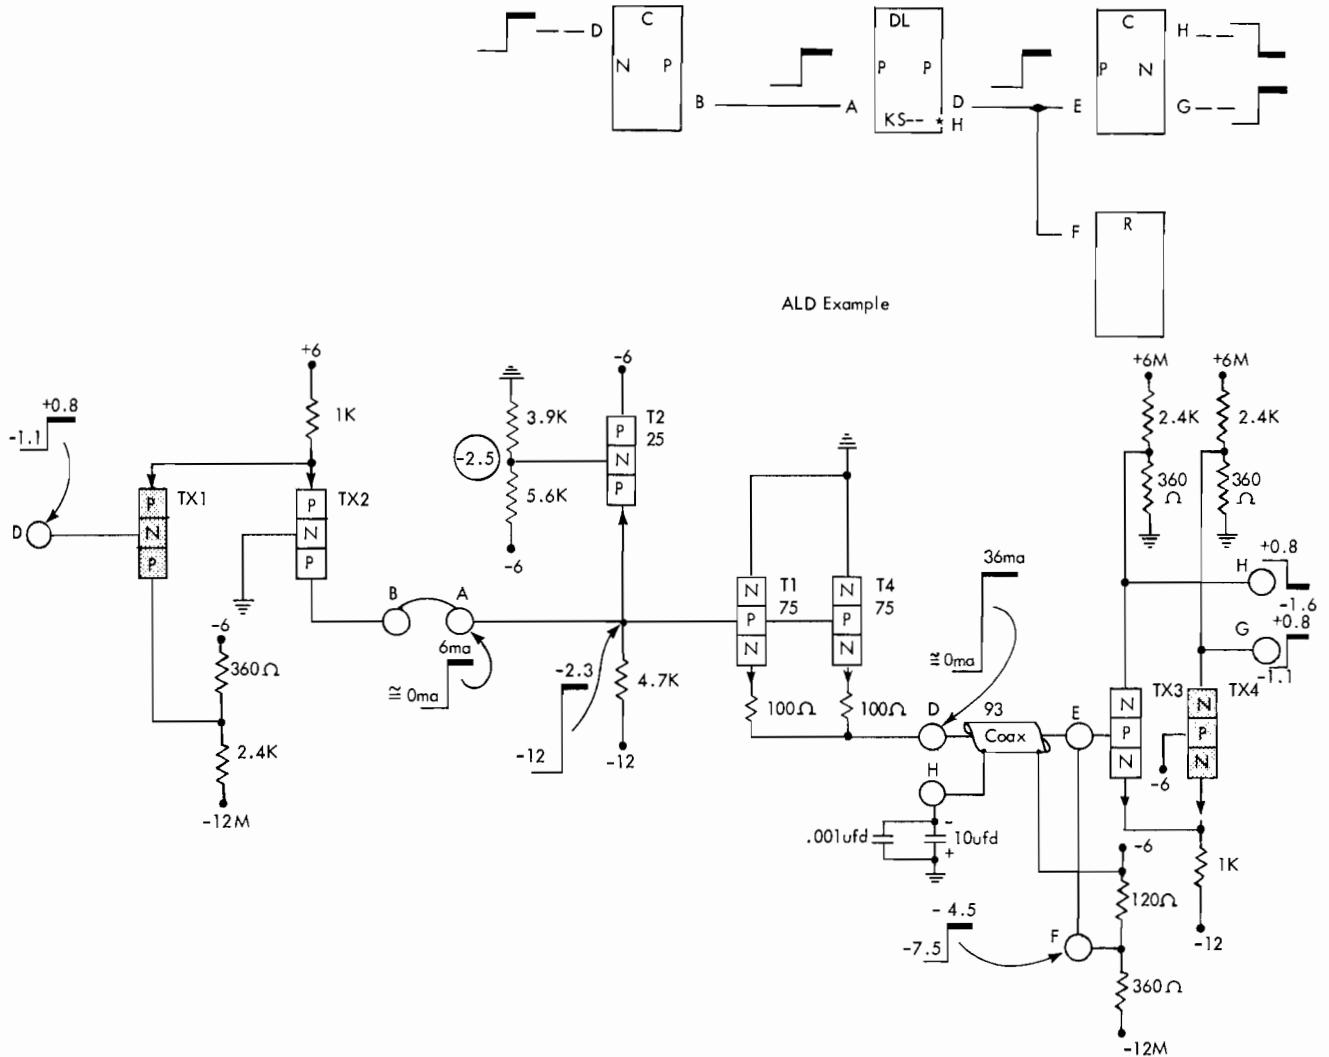 C
DL
C
D
H
N P
P P
P N
B
A
D
E
G
KS-- *
H
F
R
ALD Example
+6
-6
+6M
+6M
+0.8
-1.1
1K
3.9K
T2
25
P
N
P
2.4K
2.4K
-2.5
5.6K
360
Ω
360
Ω
D
P
N
P
TX1
P
N
P
TX2
-6
+0.8
H
-1.6
36ma
N
P
N
T1
75
N
P
N
T4
75
B
A
+0.8
G
-1.1
-6
6ma
≅ 0ma
≅ 0ma
360Ω
-2.3
4.7K
100Ω
100Ω
D
93
Coax
E
N
P
N
TX3
N
P
N
TX4
2.4K
-12
-12
-6
H
-12M
.001ufd
-
10ufd
+
-6
1K
120Ω
- 4.5
-7.5
F
-12
360Ω
-12M